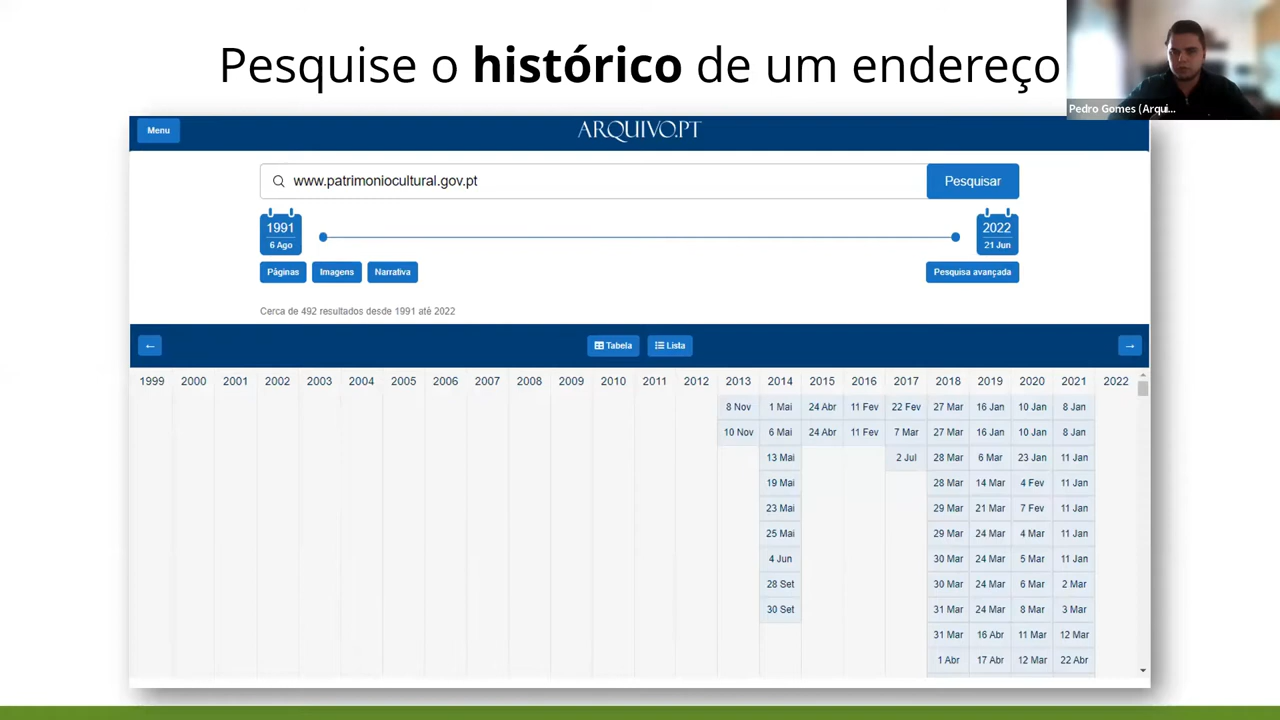 Pesquise o histórico de um endereço
Pedro Gomes (Arqui...
Menu
ARQUIVO.PT
www.patrimoniocultural.gov.pt
Pesquisar
1991
6 Ago
2022
21 Jun
Páginas Imagens Narrativa
Pesquisa avançada
Cerca de 492 resultados desde 1991 até 2022
← Tabela Lista →
1999 2000 2001 2002 2003 2004 2005 2006 2007 2008 2009 2010 2011 2012 2013 2014 2015 2016 2017 2018 2019 2020 2021 2022
8 Nov 1 Mai 24 Abr 11 Fev 22 Fev 27 Mar 16 Jan 10 Jan 8 Jan
10 Nov 6 Mai 24 Abr 11 Fev 7 Mar 27 Mar 16 Jan 10 Jan 8 Jan
13 Mai 2 Jul 28 Mar 6 Mar 23 Jan 11 Jan
19 Mai 28 Mar 14 Mar 4 Fev 11 Jan
23 Mai 29 Mar 21 Mar 7 Fev 11 Jan
25 Mai 29 Mar 24 Mar 4 Mar 11 Jan
4 Jun 30 Mar 24 Mar 5 Mar 11 Jan
28 Set 30 Mar 24 Mar 6 Mar 2 Mar
30 Set 31 Mar 24 Mar 8 Mar 3 Mar
31 Mar 16 Abr 11 Mar 12 Mar
1 Abr 17 Abr 12 Mar 22 Abr